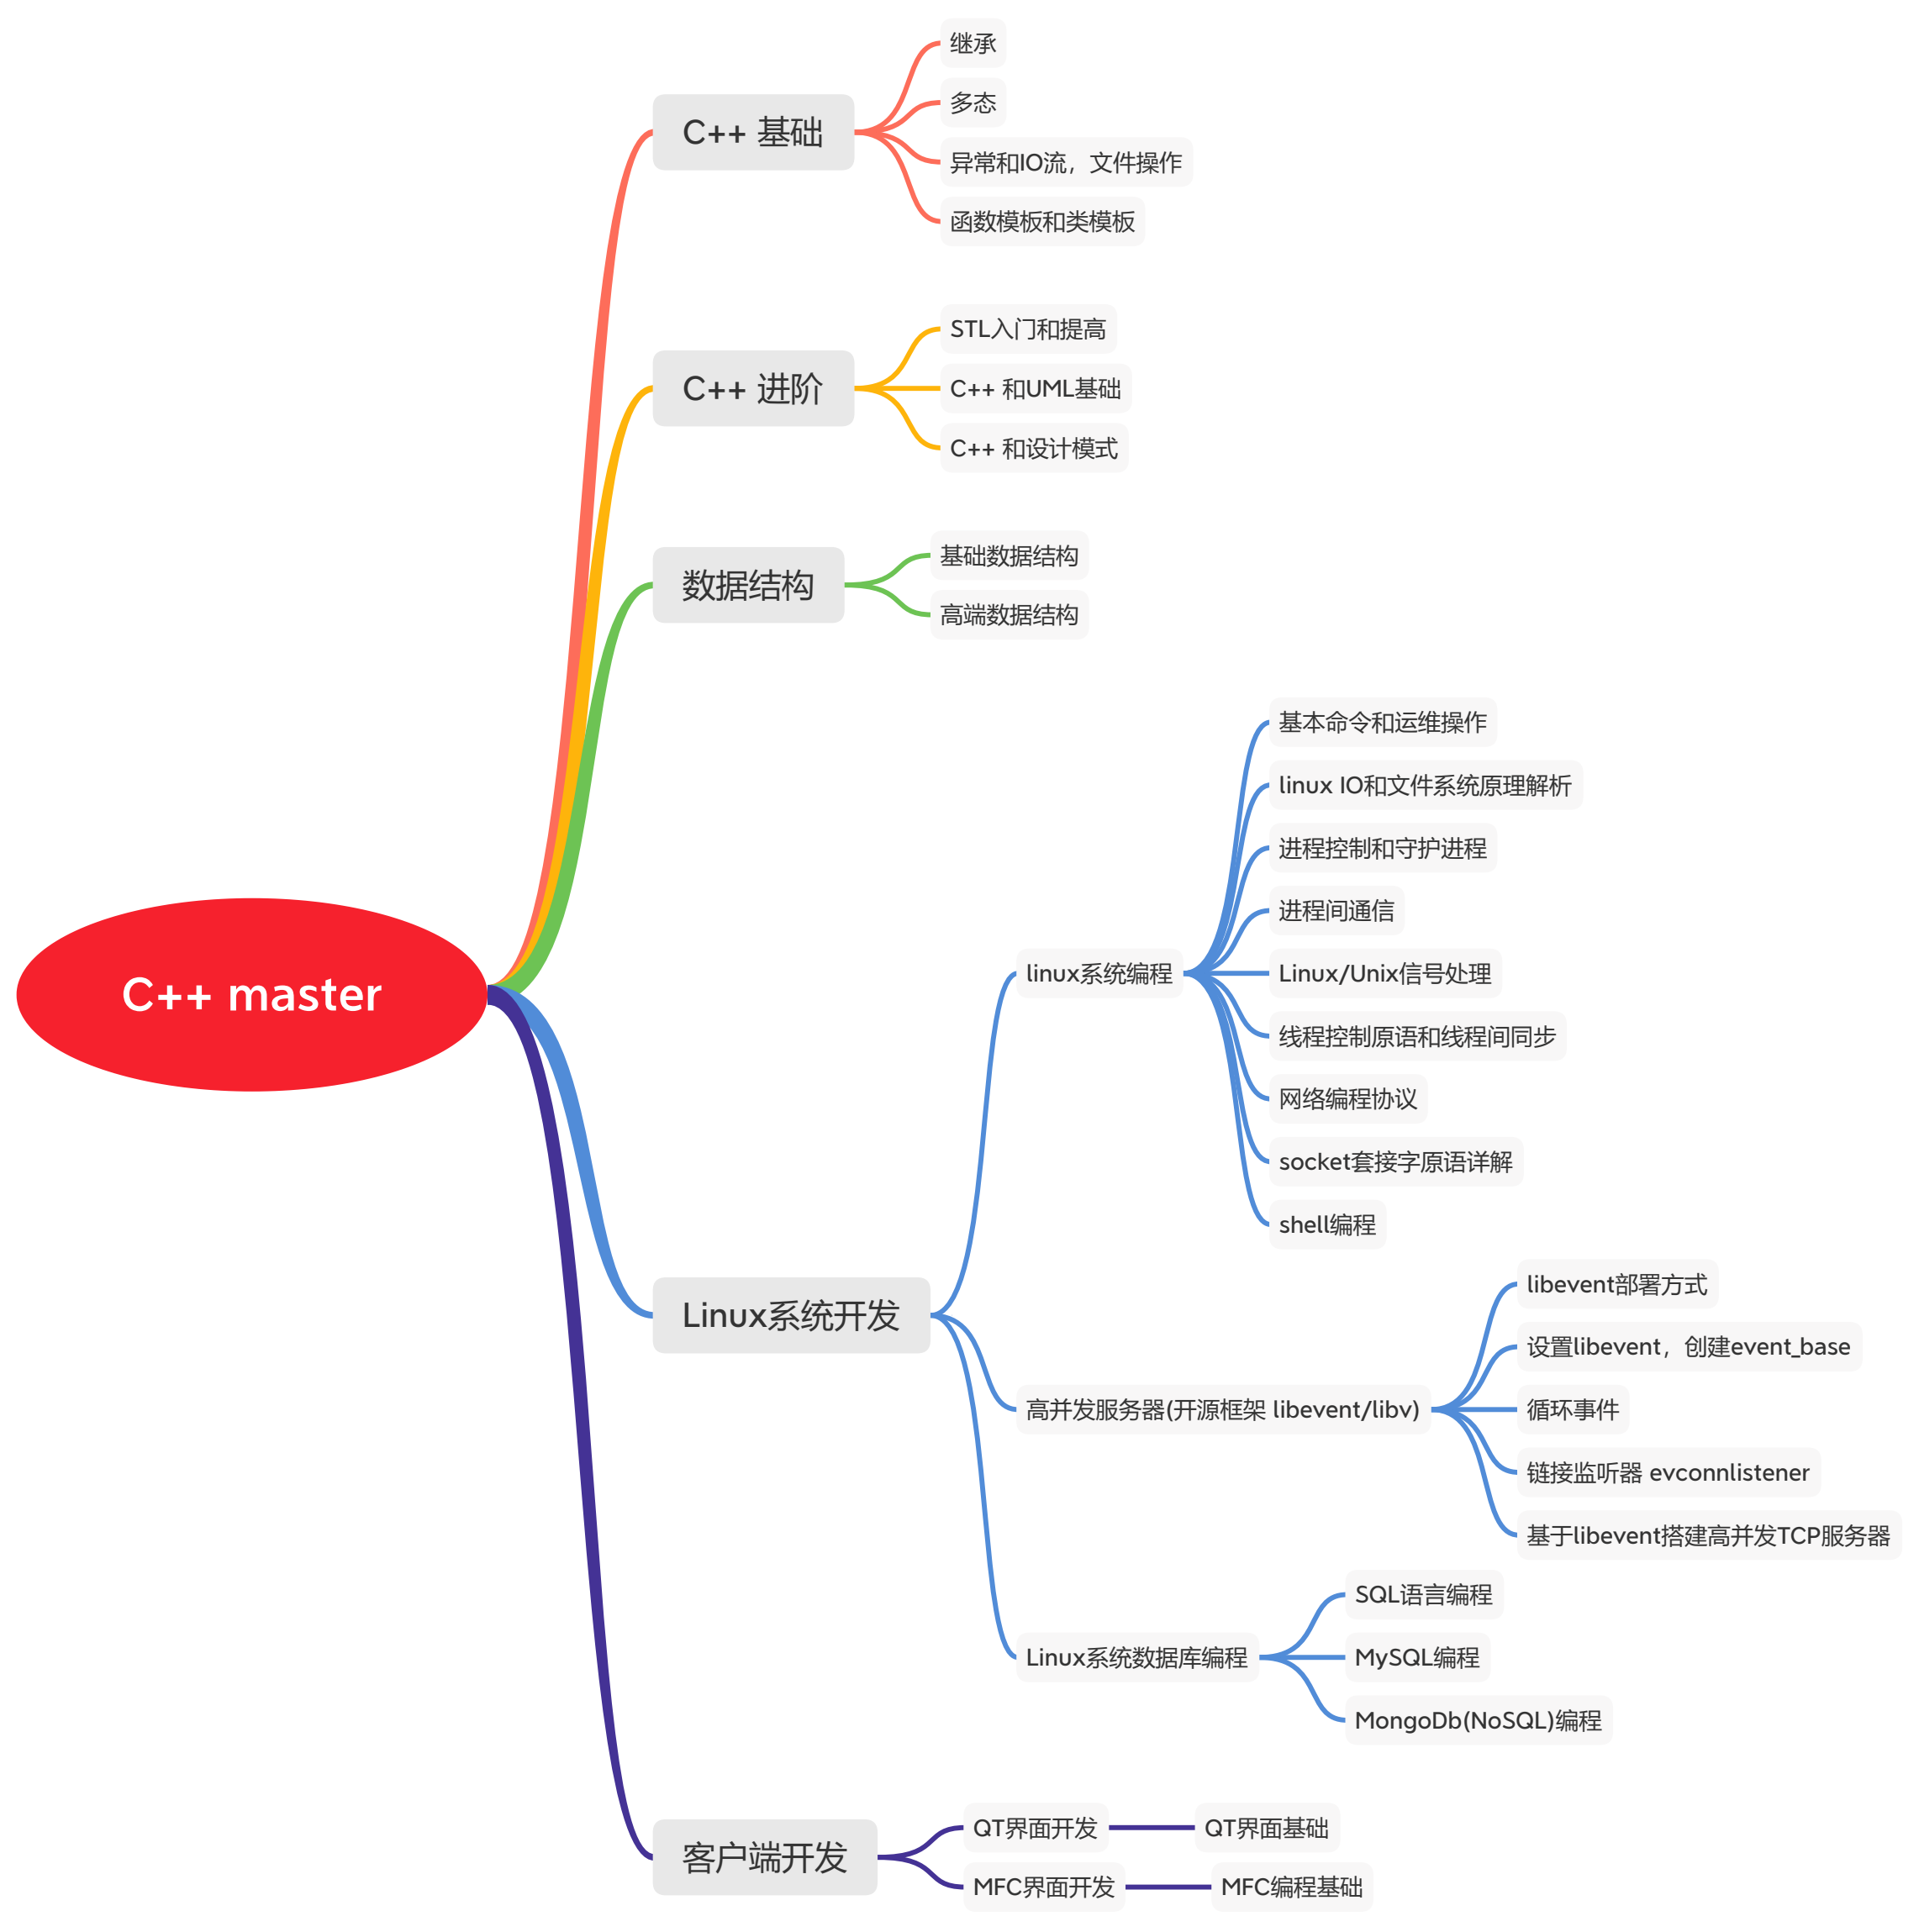 C++ master
C++ 基础
继承
多态
异常和IO流，文件操作
函数模板和类模板
C++ 进阶
STL入门和提高
C++ 和UML基础
C++ 和设计模式
数据结构
基础数据结构
高端数据结构
Linux系统开发
linux系统编程
基本命令和运维操作
linux IO和文件系统原理解析
进程控制和守护进程
进程间通信
Linux/Unix信号处理
线程控制原语和线程间同步
网络编程协议
socket套接字原语详解
shell编程
高并发服务器(开源框架 libevent/libv)
libevent部署方式
设置libevent，创建event_base
循环事件
链接监听器 evconnlistener
基于libevent搭建高并发TCP服务器
Linux系统数据库编程
SQL语言编程
MySQL编程
MongoDb(NoSQL)编程
客户端开发
QT界面开发
QT界面基础
MFC界面开发
MFC编程基础